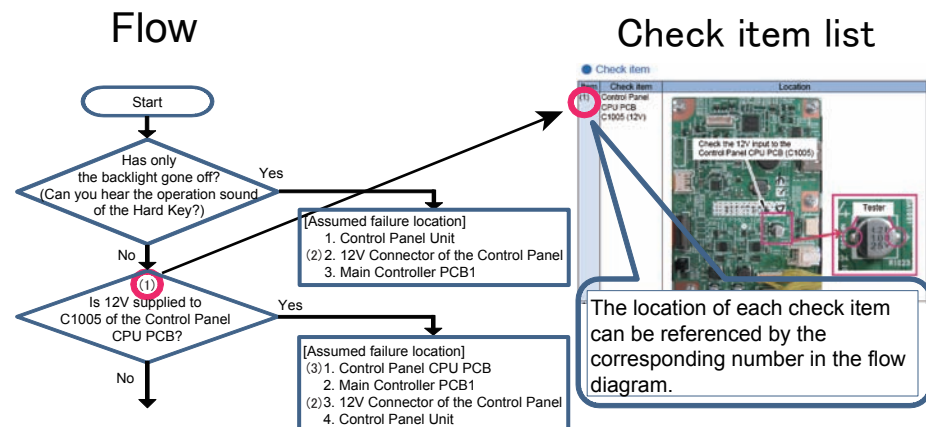 Flow
Check item list
Check item
Item Check item Location
(1) Control Panel
CPU PCB
C1005 (12V)
Check the 12V input to the
Control Panel CPU PCB (C1005)
Tester
Start
Has only
the backlight gone off?
(Can you hear the operation sound
of the Hard Key?)
Yes
No
[Assumed failure location]
1. Control Panel Unit
(2) 2. 12V Connector of the Control Panel
3. Main Controller PCB1
(1)
Is 12V supplied to
C1005 of the Control Panel
CPU PCB?
Yes
No
[Assumed failure location]
(3) 1. Control Panel CPU PCB
2. Main Controller PCB1
(2) 3. 12V Connector of the Control Panel
4. Control Panel Unit
The location of each check item
can be referenced by the
corresponding number in the flow
diagram.